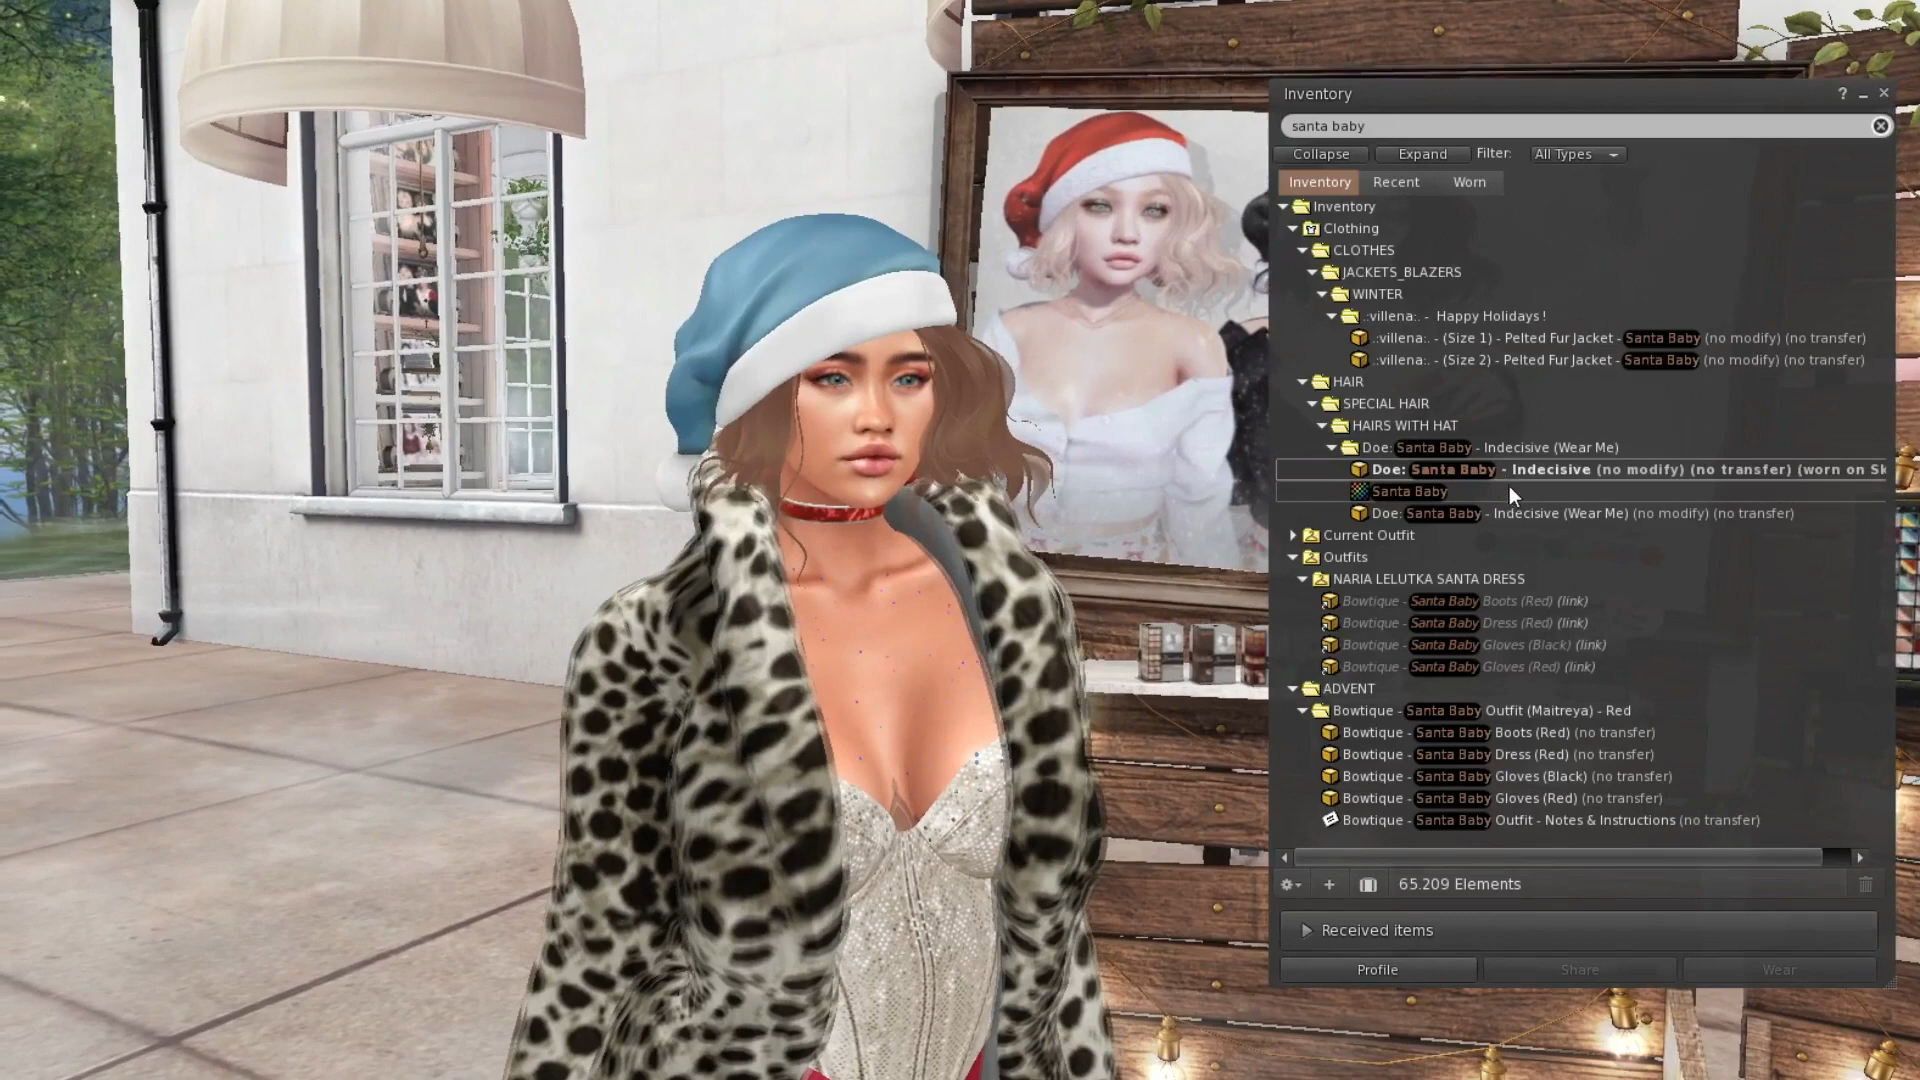 Inventory
? _ ×
santa baby
Collapse Expand Filter: All Types
Inventory Recent Worn
Inventory
Clothing
CLOTHES
JACKETS_BLAZERS
WINTER
.:villena:. - Happy Holidays !
.:villena:. - (Size 1) - Pelted Fur Jacket - Santa Baby (no modify) (no transfer)
.:villena:. - (Size 2) - Pelted Fur Jacket - Santa Baby (no modify) (no transfer)
HAIR
SPECIAL HAIR
HAIRS WITH HAT
Doe: Santa Baby - Indecisive (Wear Me)
Doe: Santa Baby - Indecisive (no modify) (no transfer) (worn on Sk
Santa Baby
Doe: Santa Baby - Indecisive (Wear Me) (no modify) (no transfer)
Current Outfit
Outfits
NARIA LELUTKA SANTA DRESS
Bowtique - Santa Baby Boots (Red) (link)
Bowtique - Santa Baby Dress (Red) (link)
Bowtique - Santa Baby Gloves (Black) (link)
Bowtique - Santa Baby Gloves (Red) (link)
ADVENT
Bowtique - Santa Baby Outfit (Maitreya) - Red
Bowtique - Santa Baby Boots (Red) (no transfer)
Bowtique - Santa Baby Dress (Red) (no transfer)
Bowtique - Santa Baby Gloves (Black) (no transfer)
Bowtique - Santa Baby Gloves (Red) (no transfer)
Bowtique - Santa Baby Outfit - Notes & Instructions (no transfer)
65.209 Elements
Received items
Profile Share Wear